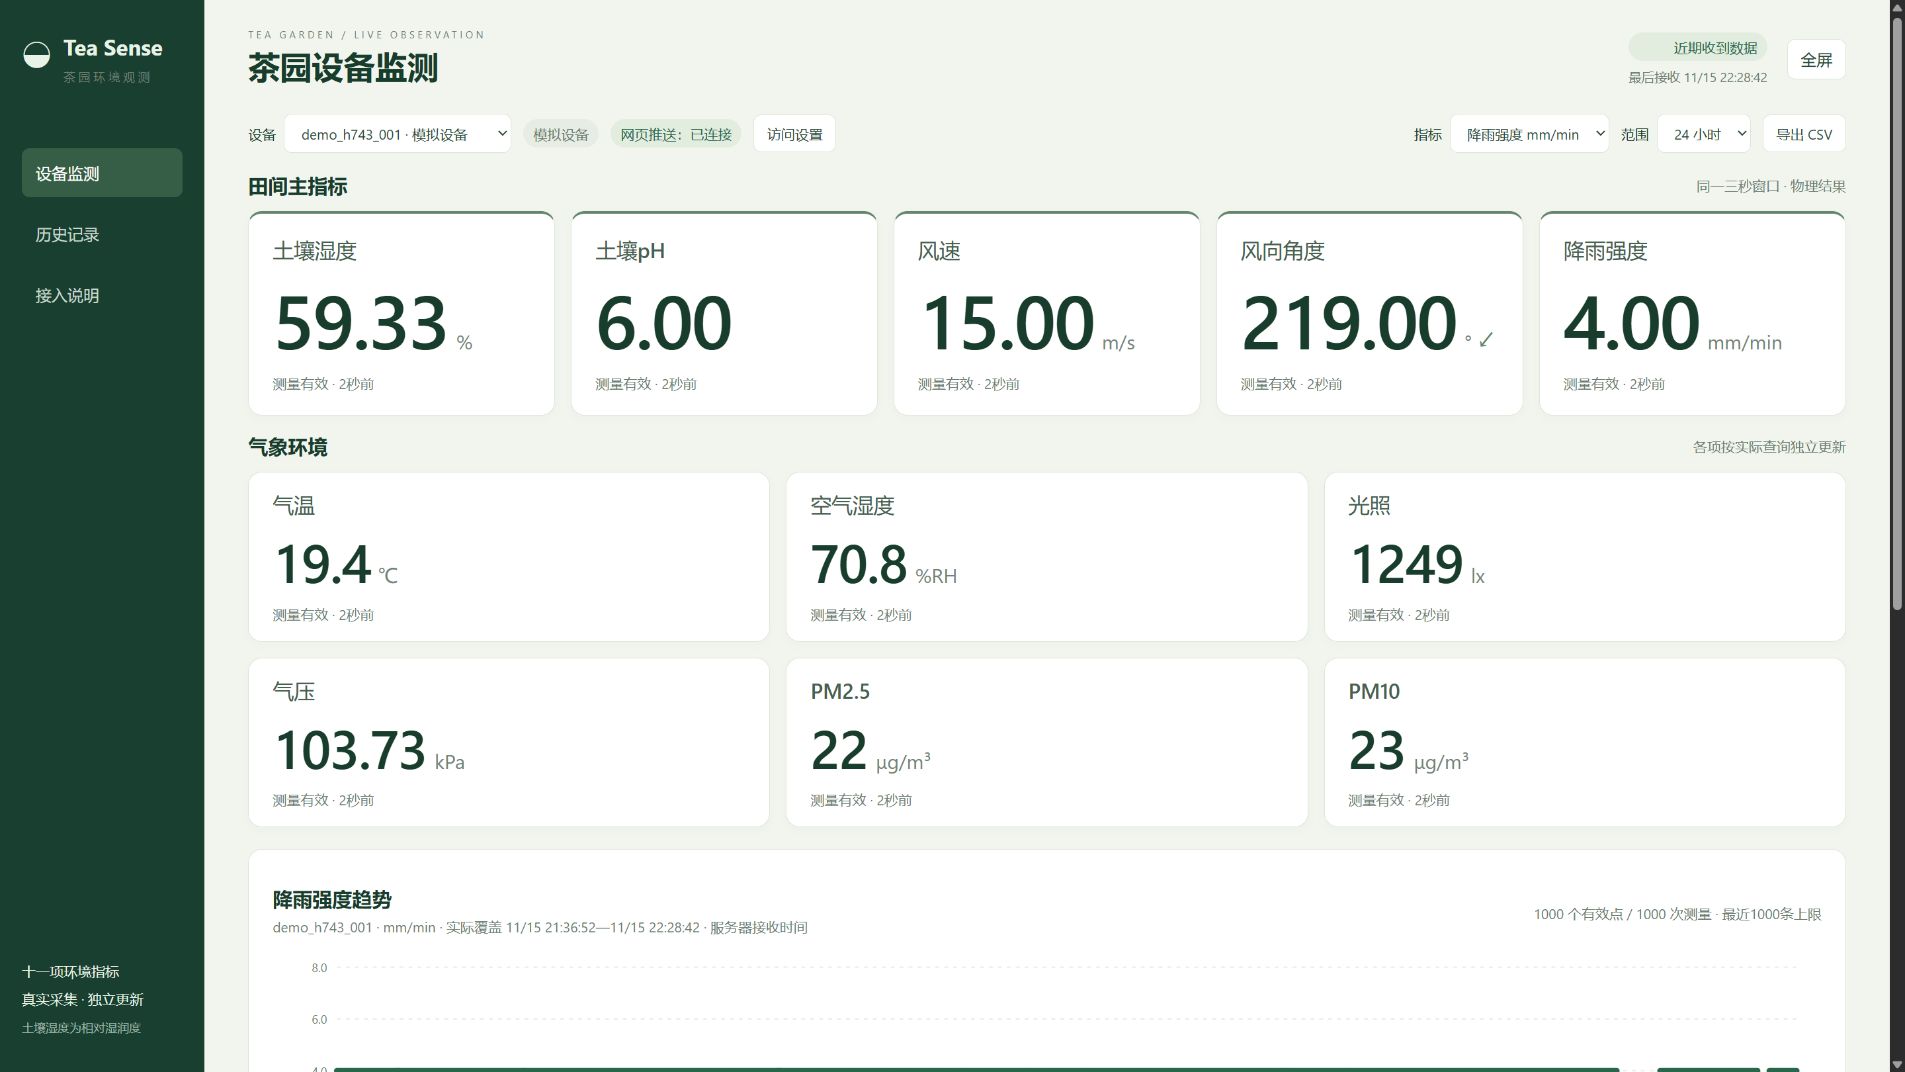 Tea Sense
茶园环境观测
设备监测
历史记录
接入说明
十一项环境指标
真实采集 · 独立更新
土壤湿度为相对湿润度
TEA GARDEN / LIVE OBSERVATION
茶园设备监测
近期收到数据
最后接收 11/15 22:28:42
全屏
设备 demo_h743_001 · 模拟设备 模拟设备 网页推送：已连接 访问设置
指标 降雨强度 mm/min 范围 24 小时 导出 CSV
田间主指标
同一三秒窗口 · 物理结果
土壤湿度
59.33 %
测量有效 · 2秒前
土壤pH
6.00
测量有效 · 2秒前
风速
15.00 m/s
测量有效 · 2秒前
风向角度
219.00 ° ↙
测量有效 · 2秒前
降雨强度
4.00 mm/min
测量有效 · 2秒前
气象环境
各项按实际查询独立更新
气温
19.4 ℃
测量有效 · 2秒前
空气湿度
70.8 %RH
测量有效 · 2秒前
光照
1249 lx
测量有效 · 2秒前
气压
103.73 kPa
测量有效 · 2秒前
PM2.5
22 μg/m³
测量有效 · 2秒前
PM10
23 μg/m³
测量有效 · 2秒前
降雨强度趋势
demo_h743_001 · mm/min · 实际覆盖 11/15 21:36:52—11/15 22:28:42 · 服务器接收时间
1000 个有效点 / 1000 次测量 · 最近1000条上限
8.0
6.0
4.0